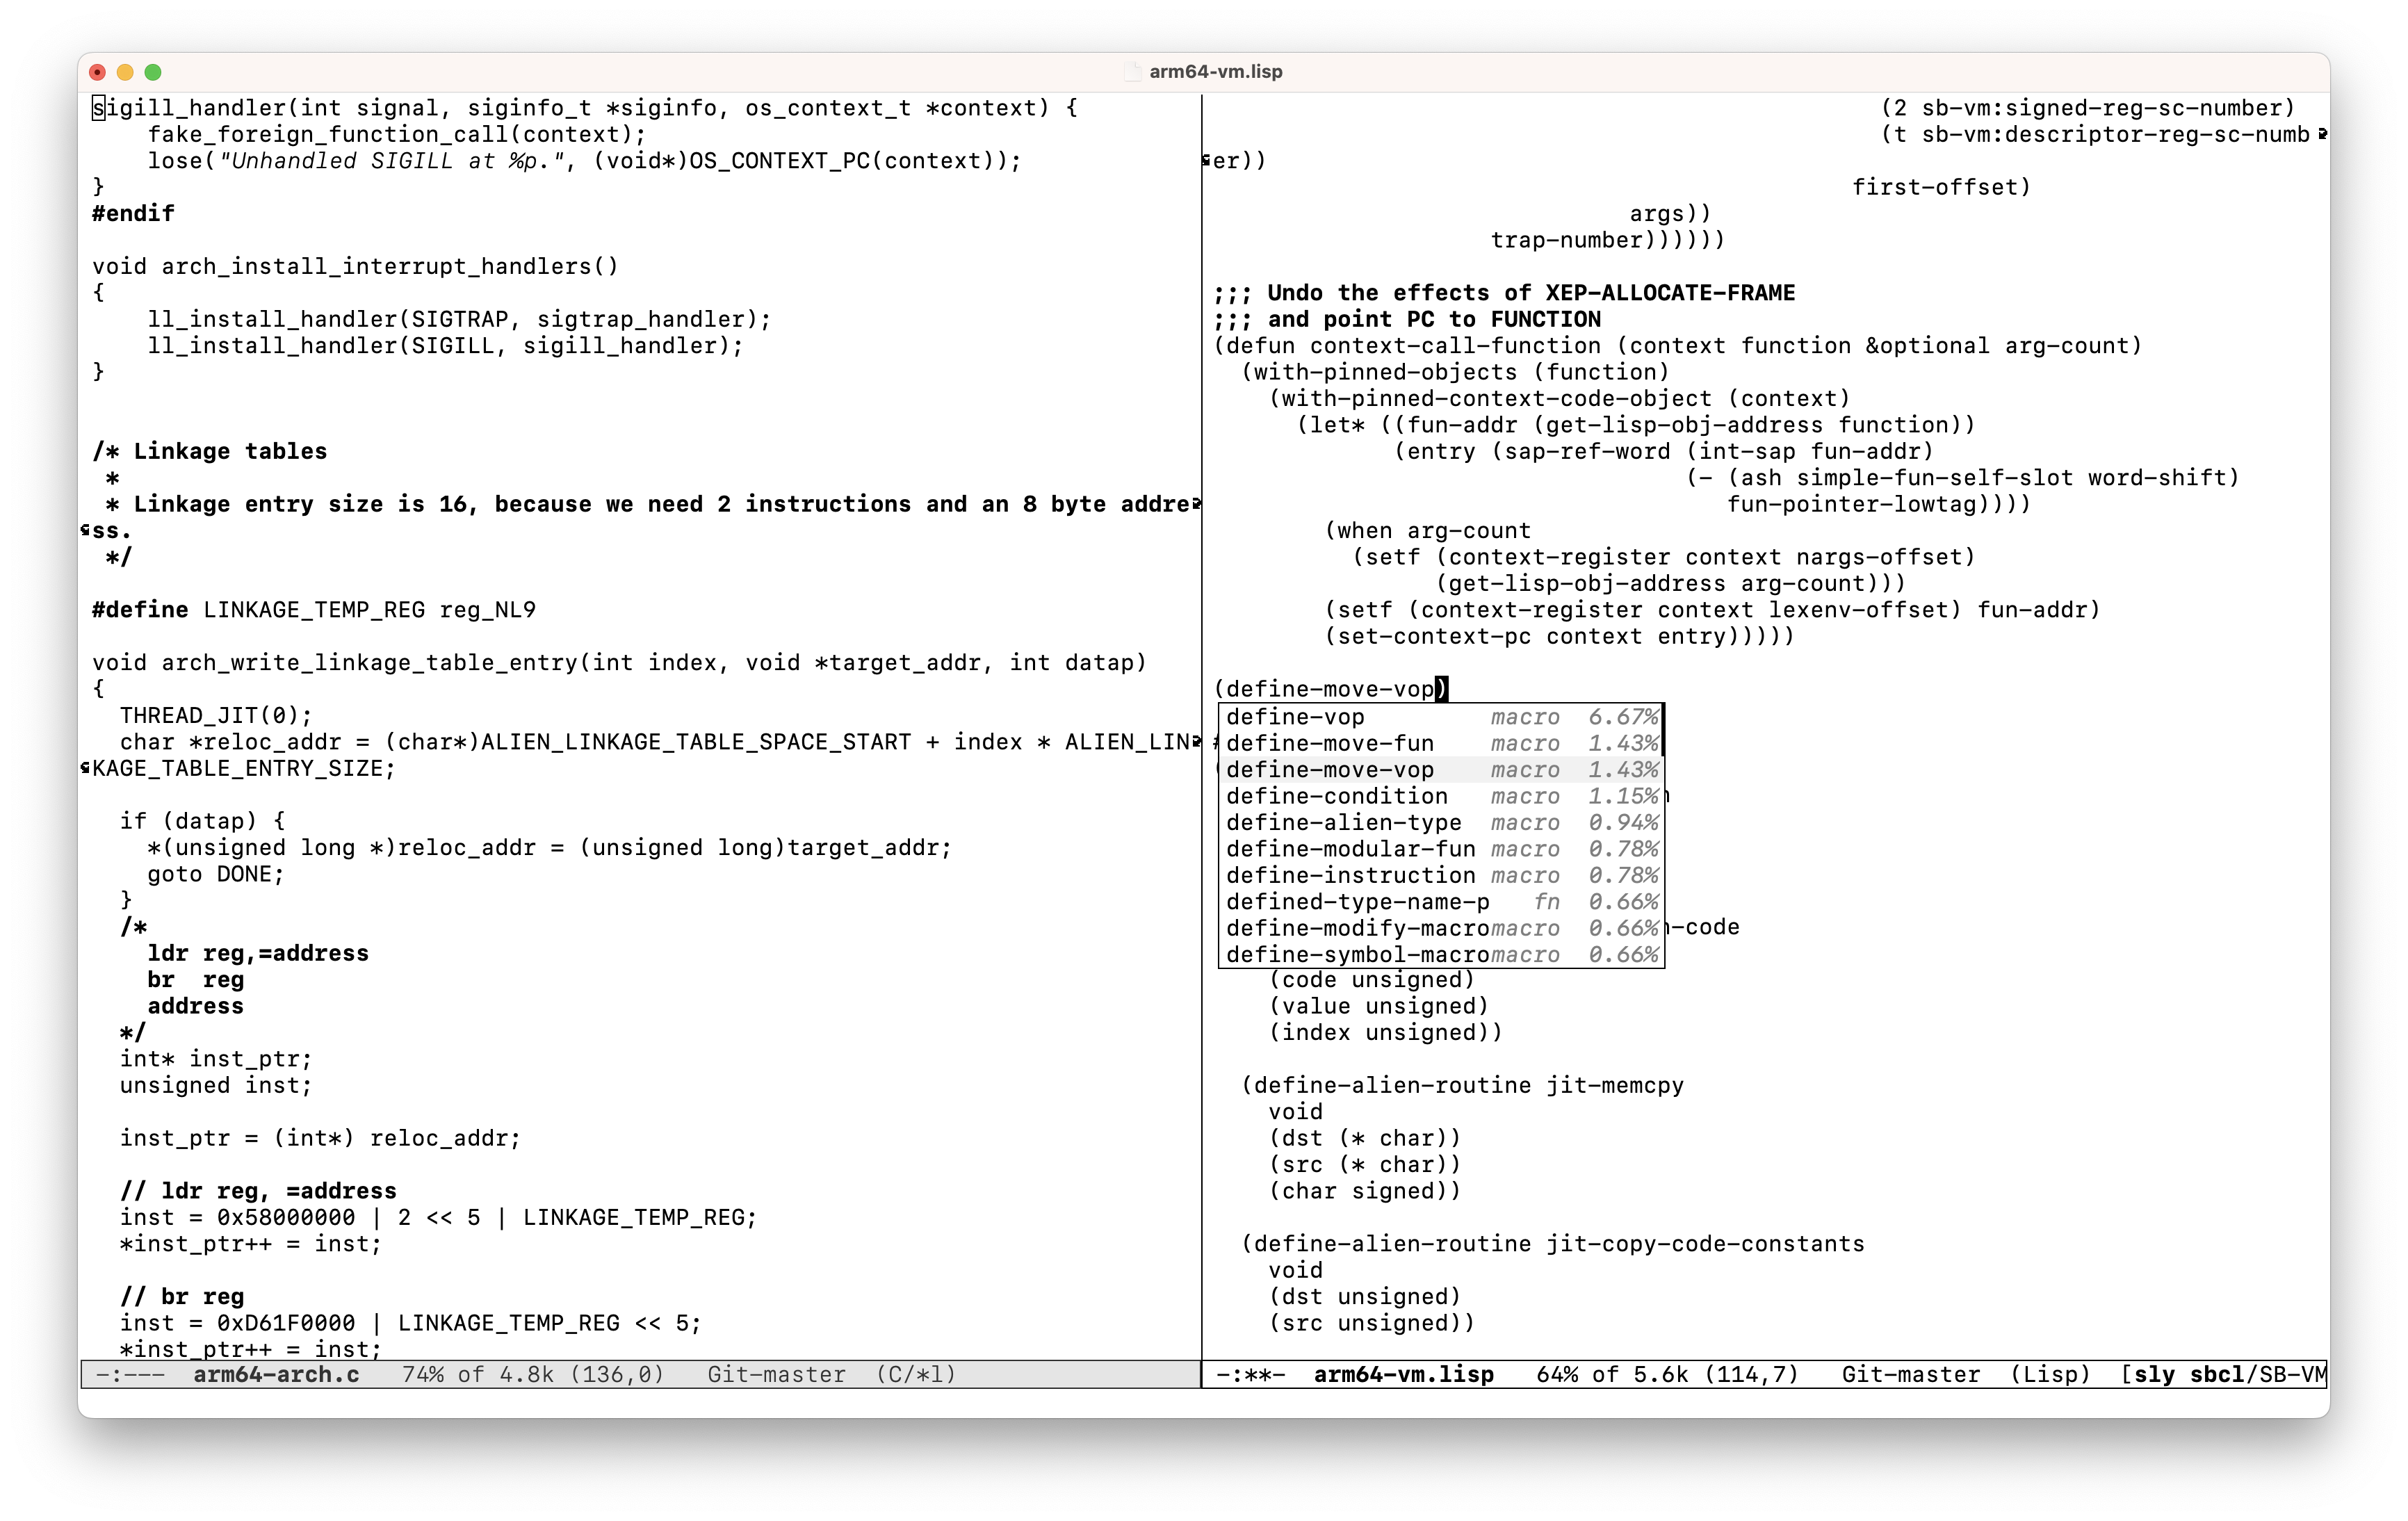 arm64-vm.lisp
sigill_handler(int signal, siginfo_t *siginfo, os_context_t *context) {
    fake_foreign_function_call(context);
    lose("Unhandled SIGILL at %p.", (void*)OS_CONTEXT_PC(context));
}
#endif

void arch_install_interrupt_handlers()
{
    ll_install_handler(SIGTRAP, sigtrap_handler);
    ll_install_handler(SIGILL, sigill_handler);
}

/* Linkage tables
 *
 * Linkage entry size is 16, because we need 2 instructions and an 8 byte addre
ss.
 */

#define LINKAGE_TEMP_REG reg_NL9

void arch_write_linkage_table_entry(int index, void *target_addr, int datap)
{
  THREAD_JIT(0);
  char *reloc_addr = (char*)ALIEN_LINKAGE_TABLE_SPACE_START + index * ALIEN_LIN
KAGE_TABLE_ENTRY_SIZE;

  if (datap) {
    *(unsigned long *)reloc_addr = (unsigned long)target_addr;
    goto DONE;
  }
  /*
    ldr reg,=address
    br  reg
    address
  */
  int* inst_ptr;
  unsigned inst;

  inst_ptr = (int*) reloc_addr;

  // ldr reg, =address
  inst = 0x58000000 | 2 << 5 | LINKAGE_TEMP_REG;
  *inst_ptr++ = inst;

  // br reg
  inst = 0xD61F0000 | LINKAGE_TEMP_REG << 5;
  *inst_ptr++ = inst;
-:---  arm64-arch.c   74% of 4.8k (136,0)   Git-master  (C/*l)
(2 sb-vm:signed-reg-sc-number)
(t sb-vm:descriptor-reg-sc-numb
er))
first-offset)
args))
trap-number))))))

;;; Undo the effects of XEP-ALLOCATE-FRAME
;;; and point PC to FUNCTION
(defun context-call-function (context function &optional arg-count)
  (with-pinned-objects (function)
    (with-pinned-context-code-object (context)
      (let* ((fun-addr (get-lisp-obj-address function))
             (entry (sap-ref-word (int-sap fun-addr)
                                  (- (ash simple-fun-self-slot word-shift)
                                     fun-pointer-lowtag))))
        (when arg-count
          (setf (context-register context nargs-offset)
                (get-lisp-obj-address arg-count)))
        (setf (context-register context lexenv-offset) fun-addr)
        (set-context-pc context entry)))))

(define-move-vop)
define-vop macro 6.67%
define-move-fun macro 1.43%
define-move-vop macro 1.43%
define-condition macro 1.15%
define-alien-type macro 0.94%
define-modular-fun macro 0.78%
define-instruction macro 0.78%
defined-type-name-p fn 0.66%
define-modify-macro macro 0.66%
-code
define-symbol-macro macro 0.66%
    (code unsigned)
    (value unsigned)
    (index unsigned))

  (define-alien-routine jit-memcpy
    void
    (dst (* char))
    (src (* char))
    (char signed))

  (define-alien-routine jit-copy-code-constants
    void
    (dst unsigned)
    (src unsigned))
-:**-  arm64-vm.lisp   64% of 5.6k (114,7)   Git-master  (Lisp)  [sly sbcl/SB-VM